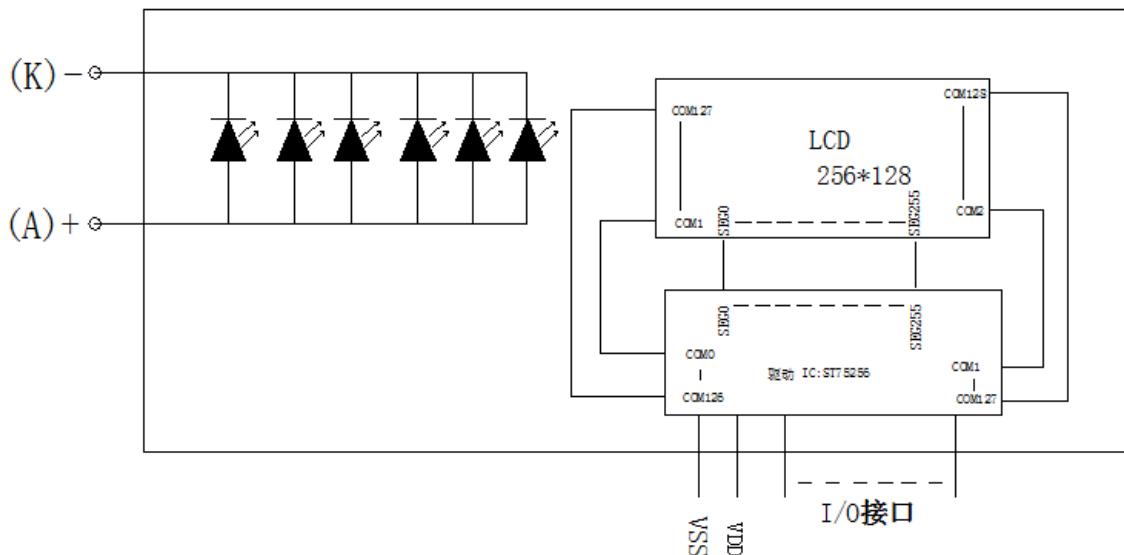 (K)-
(A)+
COM127
COM128
LCD
256*128
COM1
SEG0
SEG255
COM2
SEG0
SEG255
COM0
COM126
驱动 IC:ST75256
COM1
COM127
VSS
VDD
I/O接口